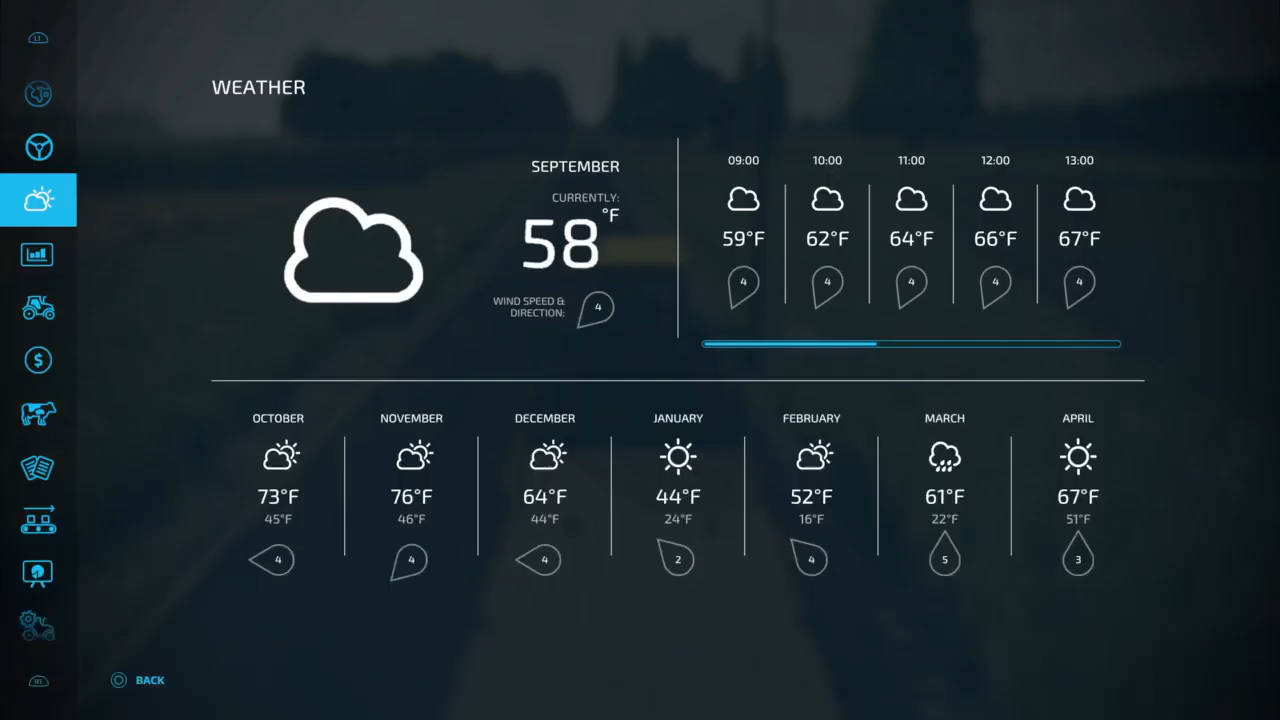 LT
WEATHER
SEPTEMBER
CURRENTLY:
58 °F
WIND SPEED &
DIRECTION:
4
09:00 10:00 11:00 12:00 13:00
59°F 62°F 64°F 66°F 67°F
4 4 4 4 4
$
OCTOBER NOVEMBER DECEMBER JANUARY FEBRUARY MARCH APRIL
73°F 76°F 64°F 44°F 52°F 61°F 67°F
45°F 46°F 44°F 24°F 16°F 22°F 51°F
4 4 4 2 4 5 3
RT
BACK